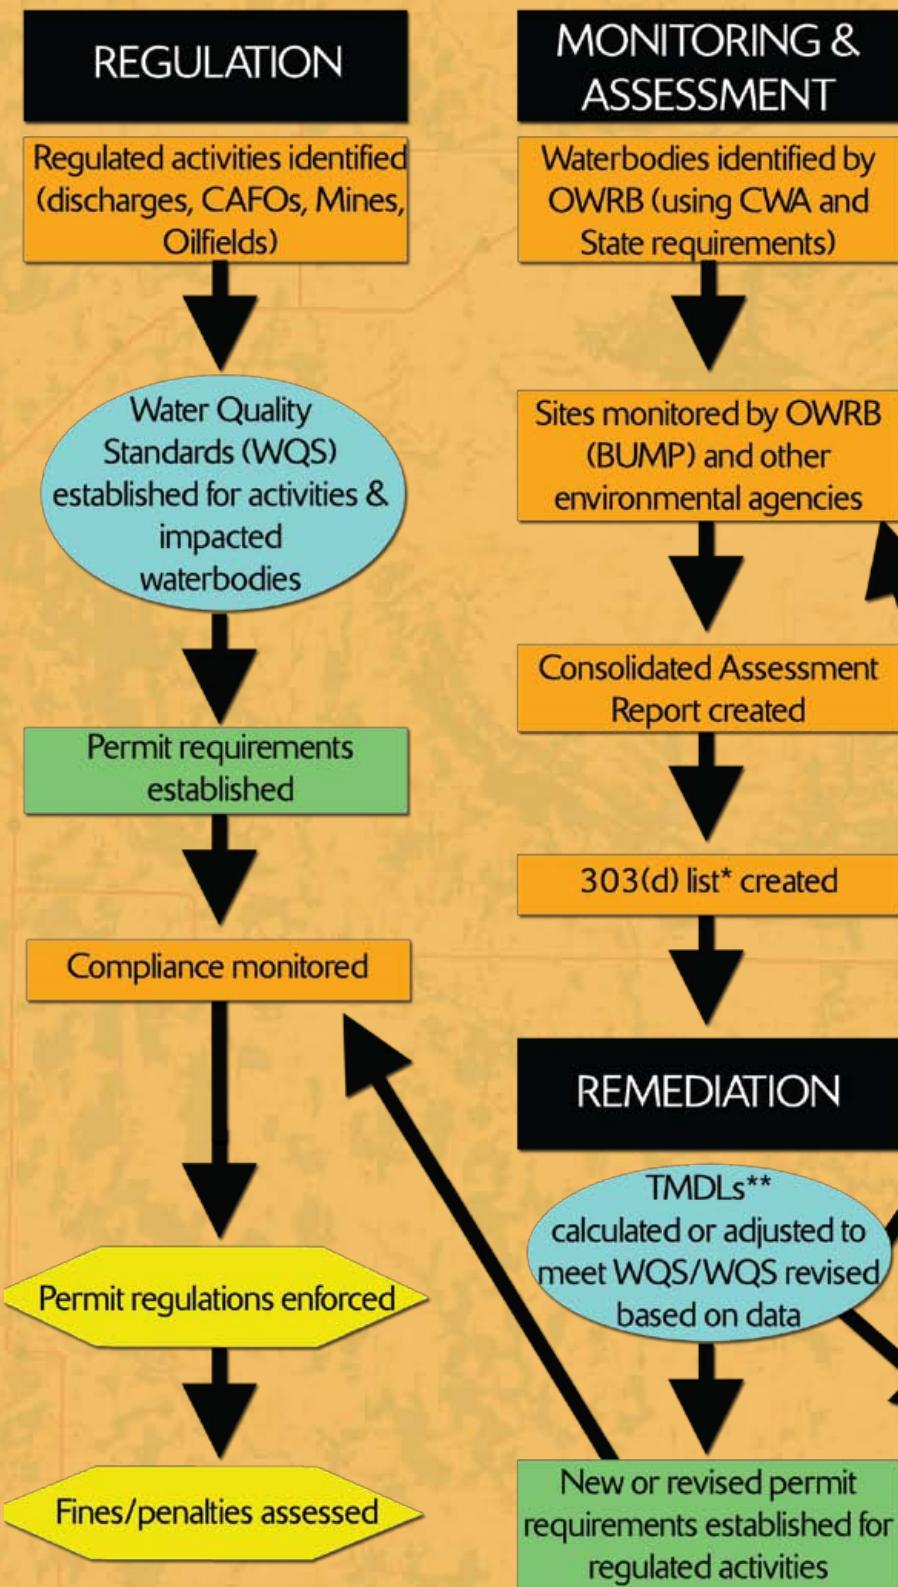 REGULATION
Regulated activities identified
(discharges, CAFOs, Mines,
Oilfields)
Water Quality
Standards (WQS)
established for activities &
impacted
waterbodies
Permit requirements
established
Compliance monitored
Permit regulations enforced
Fines/penalties assessed
MONITORING &
ASSESSMENT
Waterbodies identified by
OWRB (using CWA and
State requirements)
Sites monitored by OWRB
(BUMP) and other
environmental agencies
Consolidated Assessment
Report created
303(d) list* created
REMEDIATION
TMDLs**
calculated or adjusted to
meet WQS/WQS revised
based on data
New or revised permit
requirements established for
regulated activities